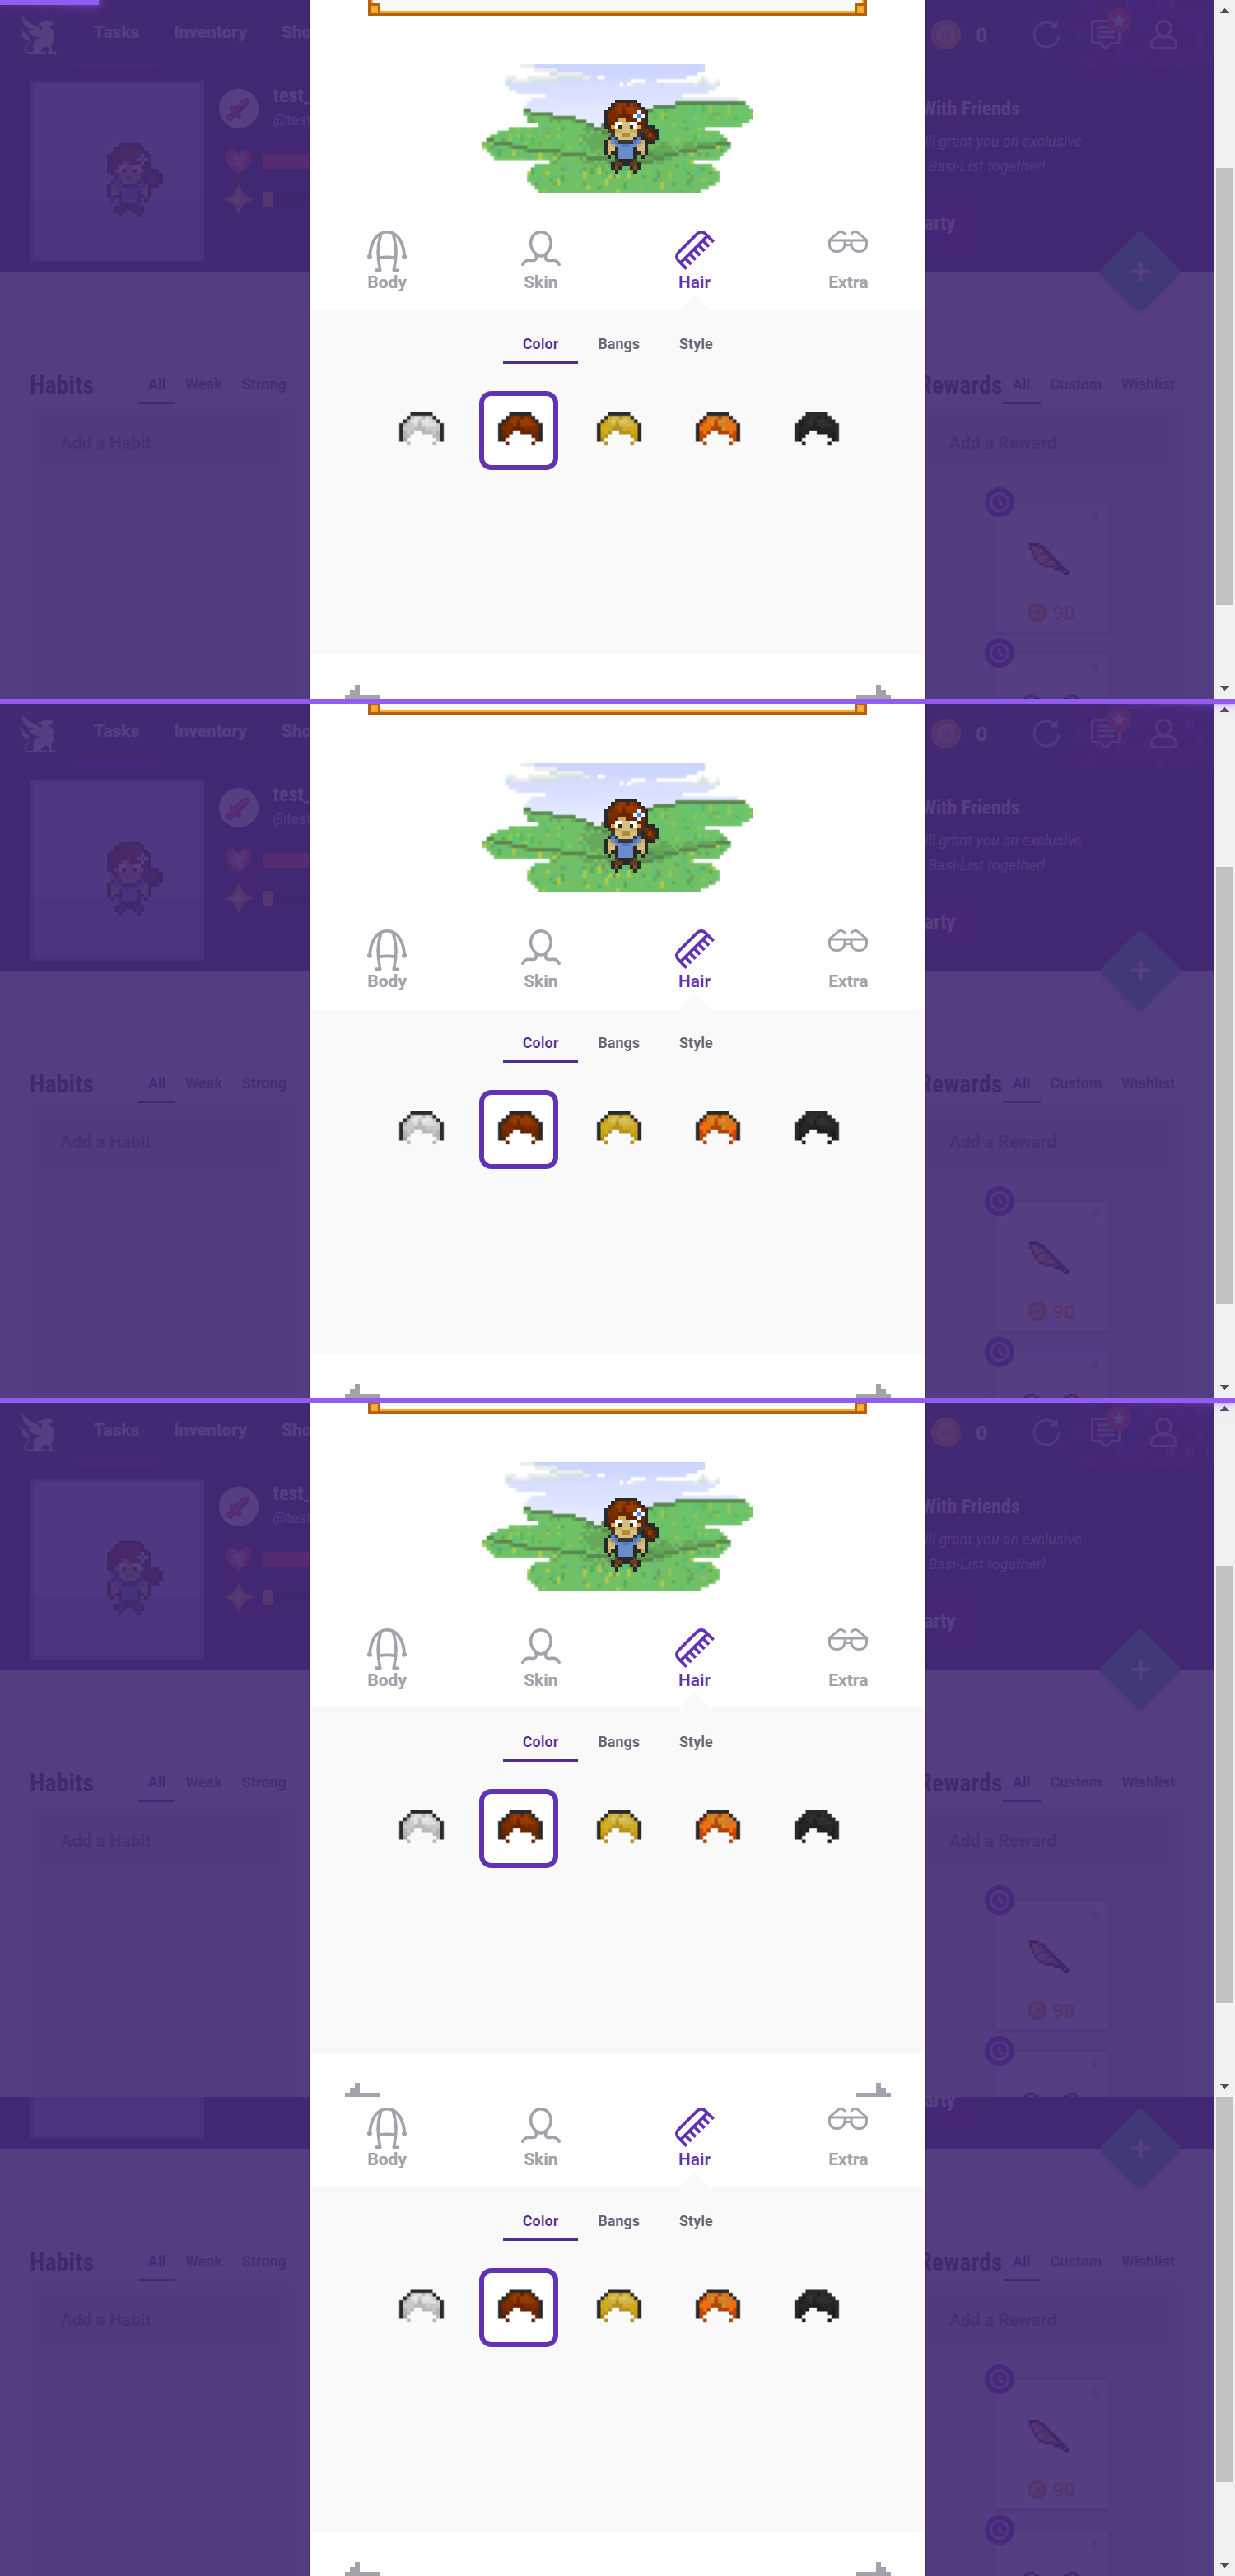 Tasks Inventory Sho 0
test_
@test
With Friends
ill grant you an exclusive
Basi-List together!
arty
Body Skin Hair Extra
Color Bangs Style
Habits All Weak Strong
Rewards All Custom Wishlist
Add a Habit
Add a Reward
90
Tasks Inventory Sho 0
test_
@test
With Friends
ill grant you an exclusive
Basi-List together!
arty
Body Skin Hair Extra
Color Bangs Style
Habits All Weak Strong
Rewards All Custom Wishlist
Add a Habit
Add a Reward
90
Tasks Inventory Sho 0
test_
@test
With Friends
ill grant you an exclusive
Basi-List together!
arty
Body Skin Hair Extra
Color Bangs Style
Habits All Weak Strong
Rewards All Custom Wishlist
Add a Habit
Add a Reward
90
arty
Body Skin Hair Extra
Color Bangs Style
Habits All Weak Strong
Rewards All Custom Wishlist
Add a Habit
Add a Reward
90